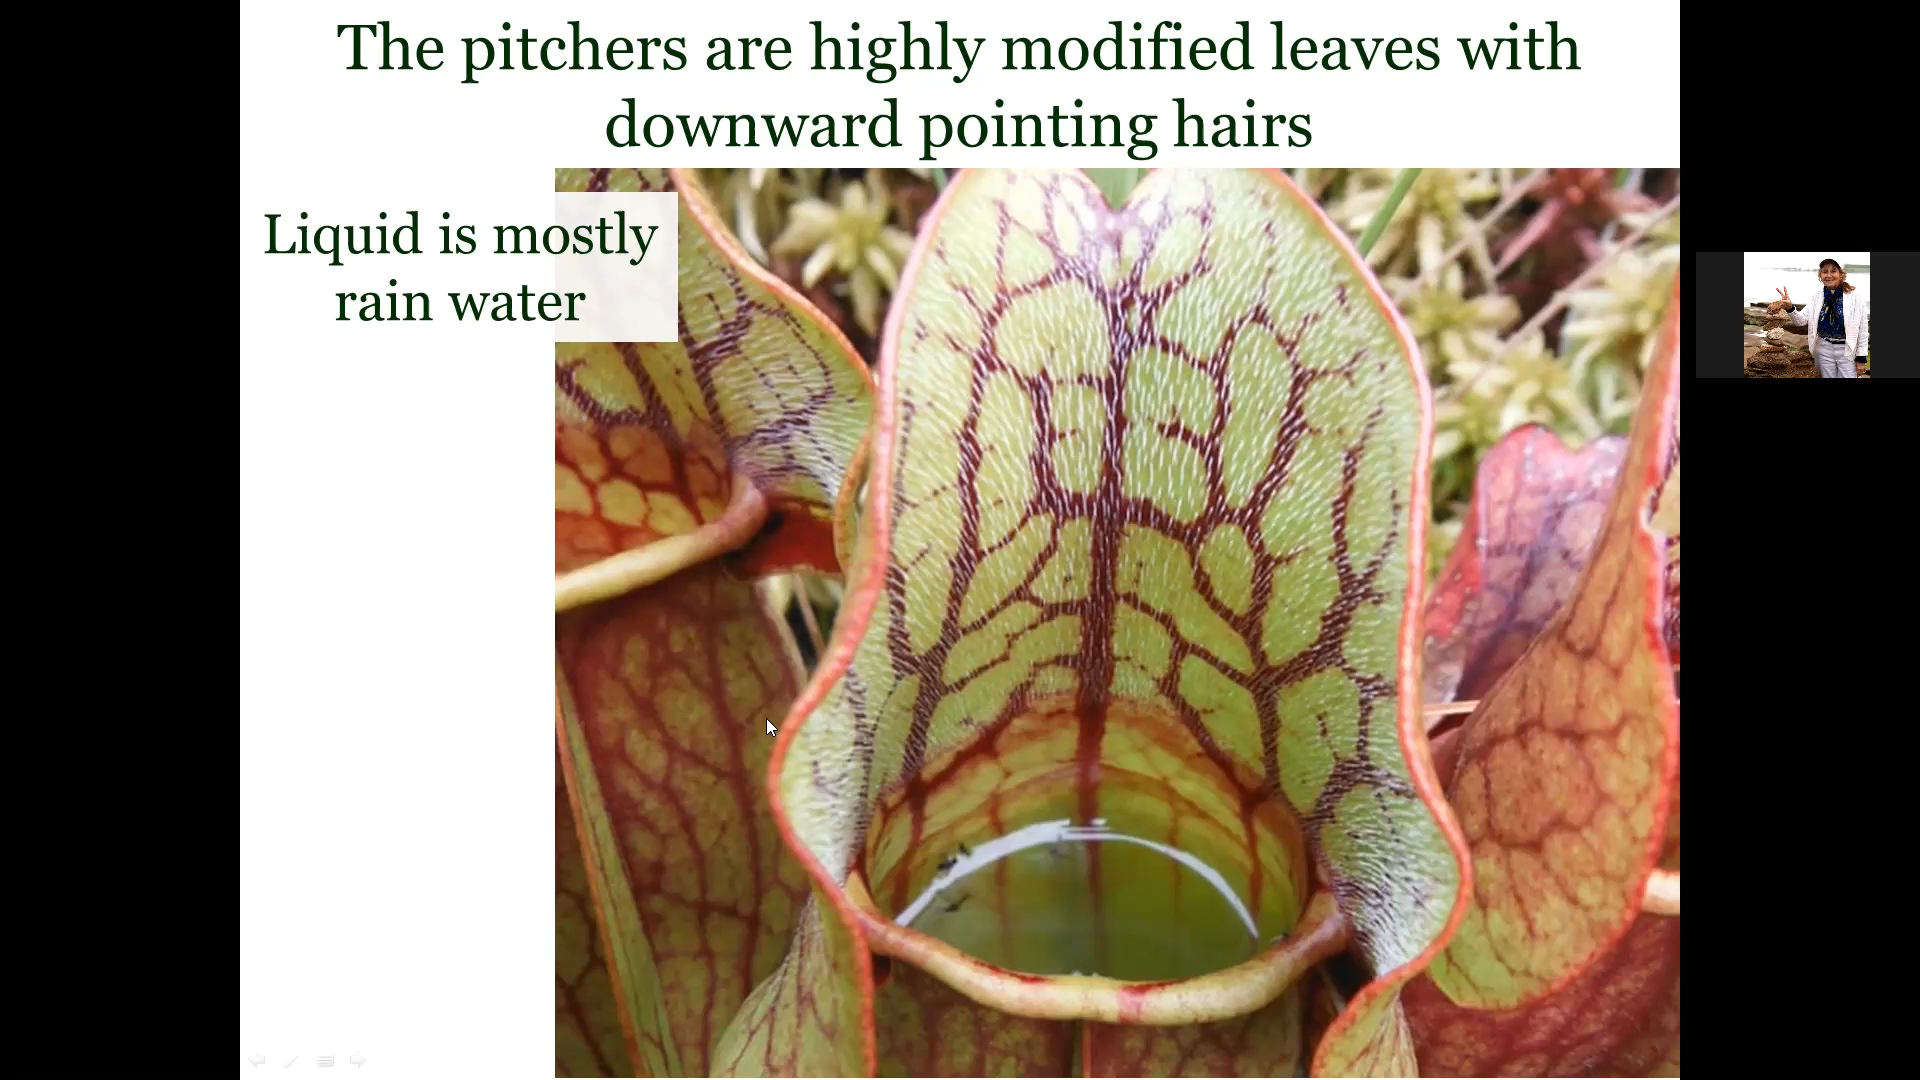 The pitchers are highly modified leaves with
downward pointing hairs
Liquid is mostly
rain water